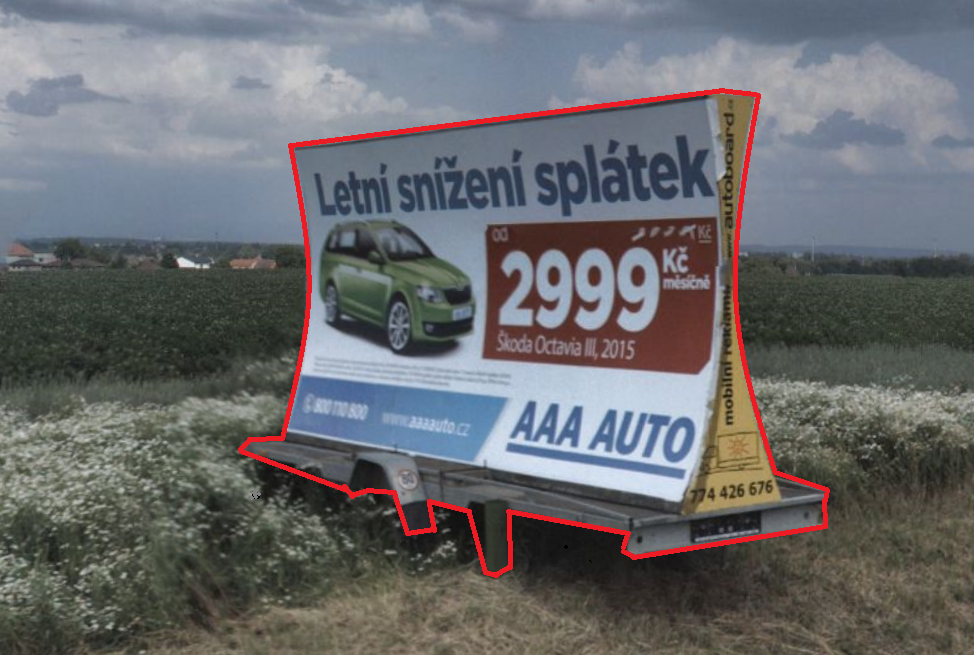 Letní snížení splátek
Kč
2999 Kč
měsíčně
Škoda Octavia III, 2015
800 110 800
www.aaaauto.cz
AAA AUTO
www.autoboard.cz
mobilní reklama
774 426 676
80